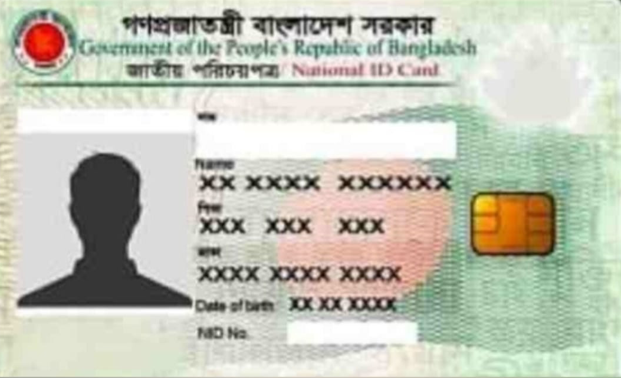 গণপ্রজাতন্ত্রী বাংলাদেশ সরকার
Government of the People's Republic of Bangladesh
জাতীয় পরিচয়পত্র / National ID Card
নাম
Name
XX XXXX XXXXXX
পিতা
XXX XXX XXX
মাতা
XXXX XXXX XXXX
Date of birth XX XX XXXX
NID No.